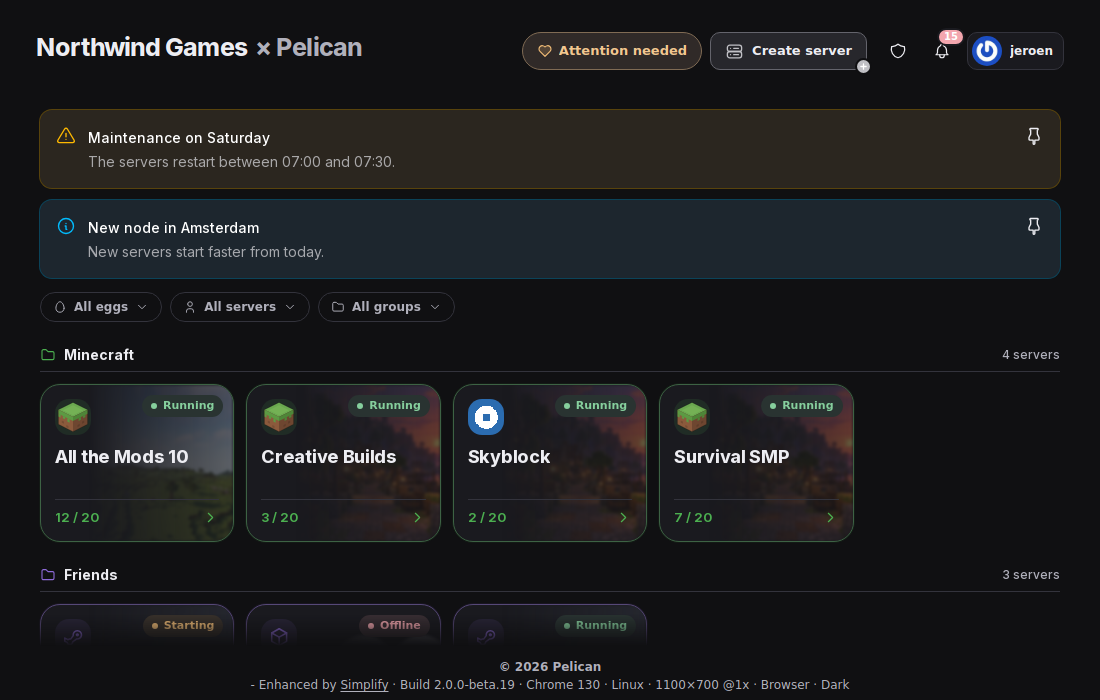 Northwind Games × Pelican
Attention needed
Create server
15
jeroen
Maintenance on Saturday
The servers restart between 07:00 and 07:30.
New node in Amsterdam
New servers start faster from today.
All eggs
All servers
All groups
Minecraft
4 servers
Running
All the Mods 10
12 / 20
Running
Creative Builds
3 / 20
Running
Skyblock
2 / 20
Running
Survival SMP
7 / 20
Friends
3 servers
Starting
Offline
Running
© 2026 Pelican
- Enhanced by Simplify · Build 2.0.0-beta.19 · Chrome 130 · Linux · 1100×700 @1x · Browser · Dark